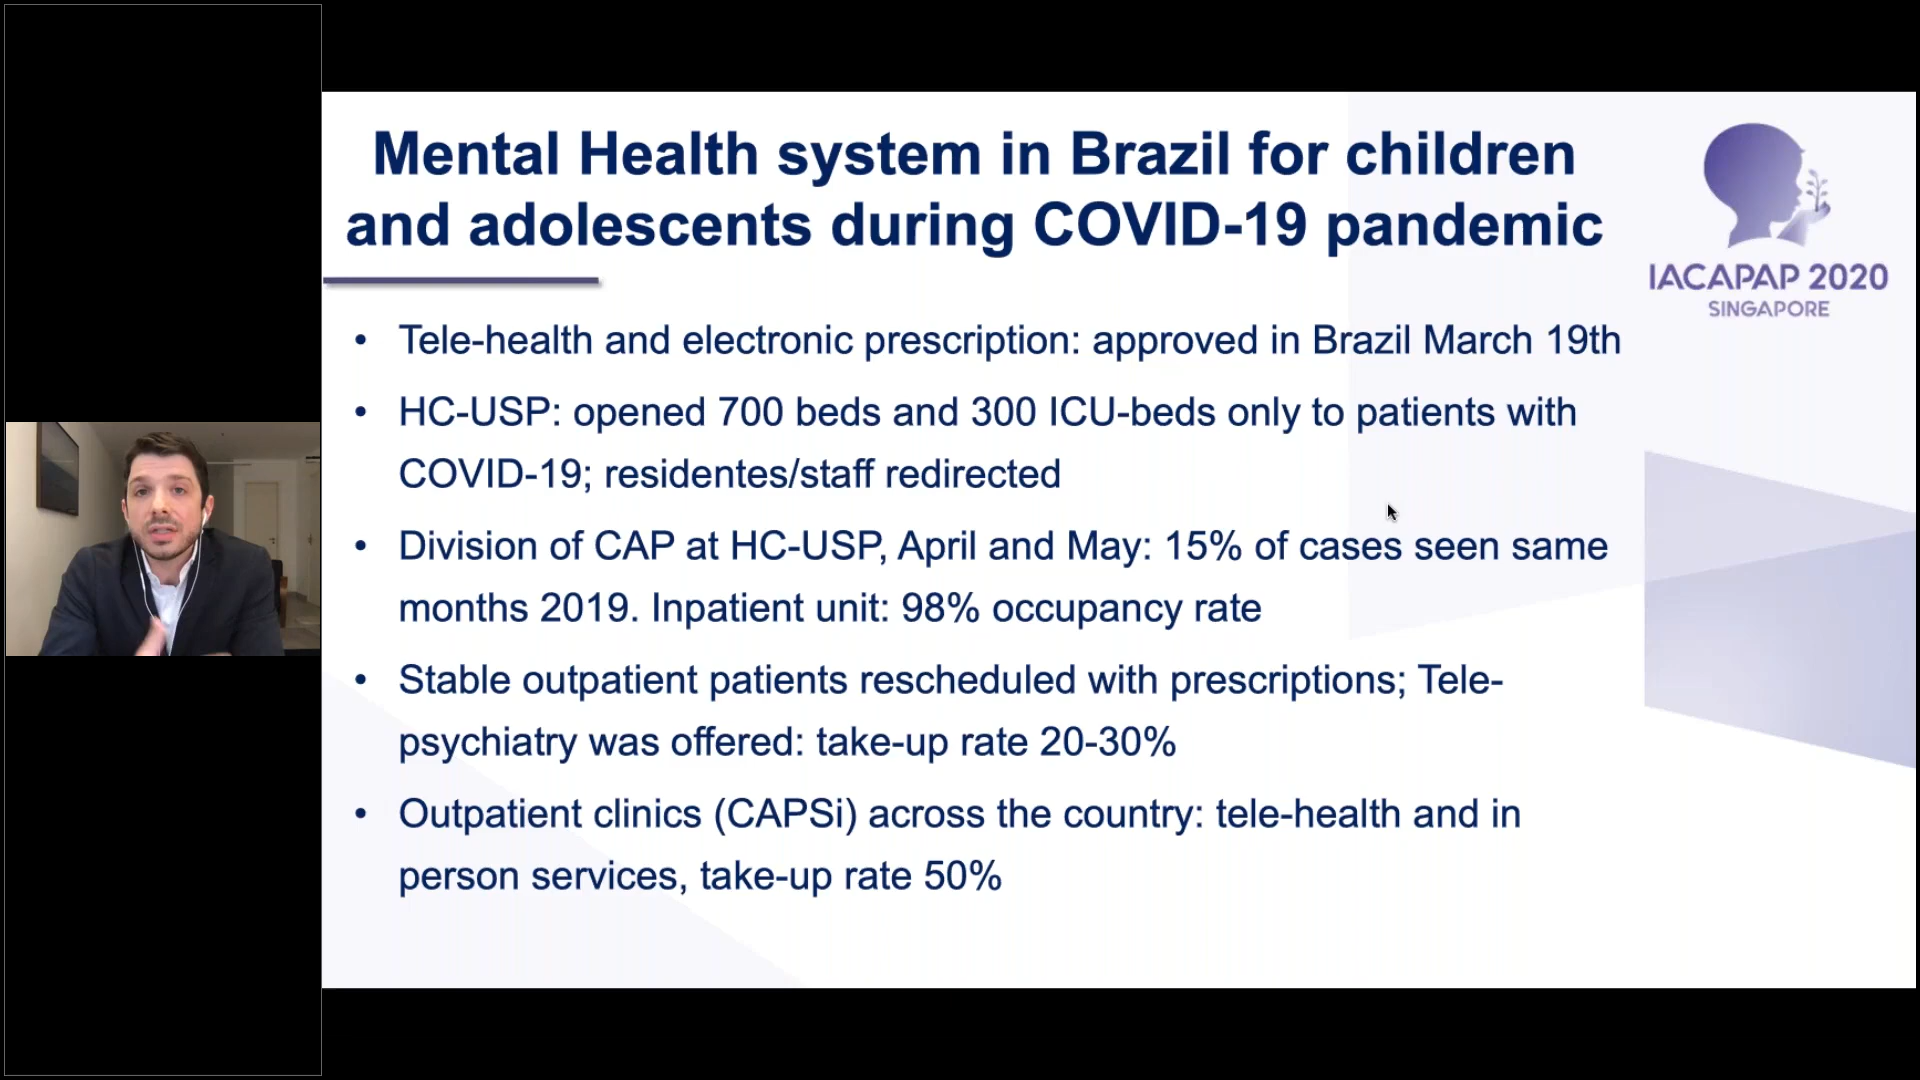 Mental Health system in Brazil for children
and adolescents during COVID-19 pandemic
IACAPAP 2020
SINGAPORE
• Tele-health and electronic prescription: approved in Brazil March 19th
• HC-USP: opened 700 beds and 300 ICU-beds only to patients with
COVID-19; residentes/staff redirected
• Division of CAP at HC-USP, April and May: 15% of cases seen same
months 2019. Inpatient unit: 98% occupancy rate
• Stable outpatient patients rescheduled with prescriptions; Tele-
psychiatry was offered: take-up rate 20-30%
• Outpatient clinics (CAPSi) across the country: tele-health and in
person services, take-up rate 50%